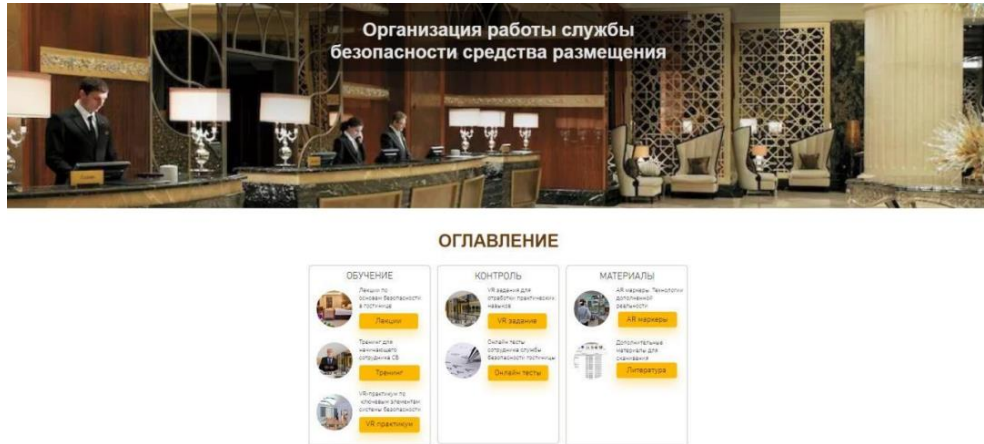 Организация работы службы
безопасности средства размещения
ОГЛАВЛЕНИЕ
ОБУЧЕНИЕ
Лекции по
основам безопасности
в гостинице
Лекции
Тренинг для
начинающего
сотрудника СБ
Тренинг
VR-практикум по
ключевым элементам
системы безопасности
VR практикум
КОНТРОЛЬ
VR задания для
отработки практических
навыков
VR задание
Онлайн тесты
сотрудника службы
безопасности гостиницы
Онлайн тесты
МАТЕРИАЛЫ
AR маркеры. Технологии
дополненной
реальности
AR маркеры
Дополнительные
материалы для
скачивания
Литература